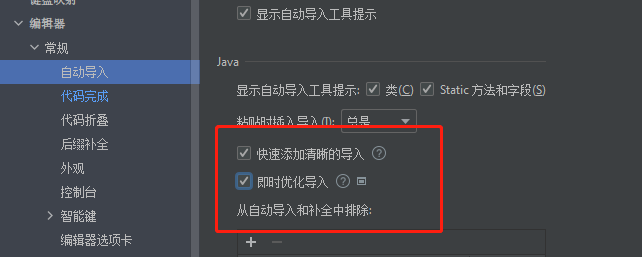 编辑器
常规
自动导入
代码完成
代码折叠
后缀补全
外观
控制台
智能键
编辑器选项卡
显示自动导入工具提示
Java
显示自动导入工具提示: 类(C) Static 方法和字段(S)
粘贴时插入导入(I): 总是
快速添加清晰的导入 ?
即时优化导入 ?
从自动导入和补全中排除: